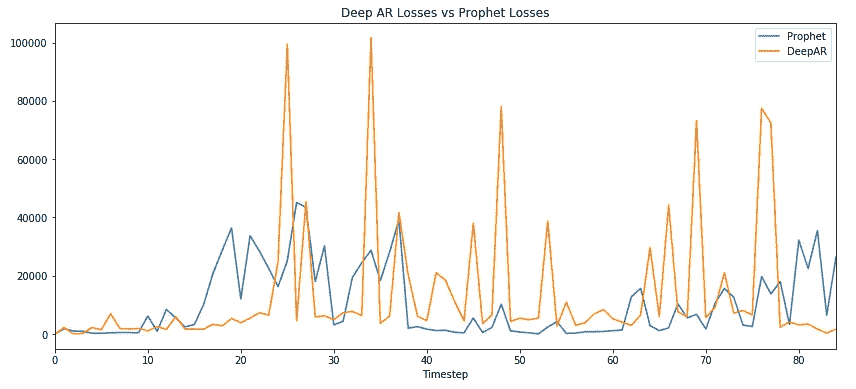 Deep AR Losses vs Prophet Losses
Prophet
DeepAR
100000
80000
60000
40000
20000
0
0 10 20 30 40 50 60 70 80
Timestep